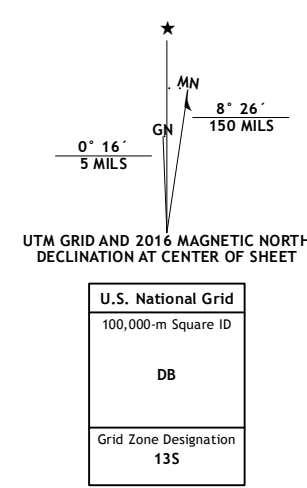 ★
MN
GN
8° 26´
150 MILS
0° 16´
5 MILS
UTM GRID AND 2016 MAGNETIC NORTH
DECLINATION AT CENTER OF SHEET
U.S. National Grid
100,000-m Square ID
DB
Grid Zone Designation
13S